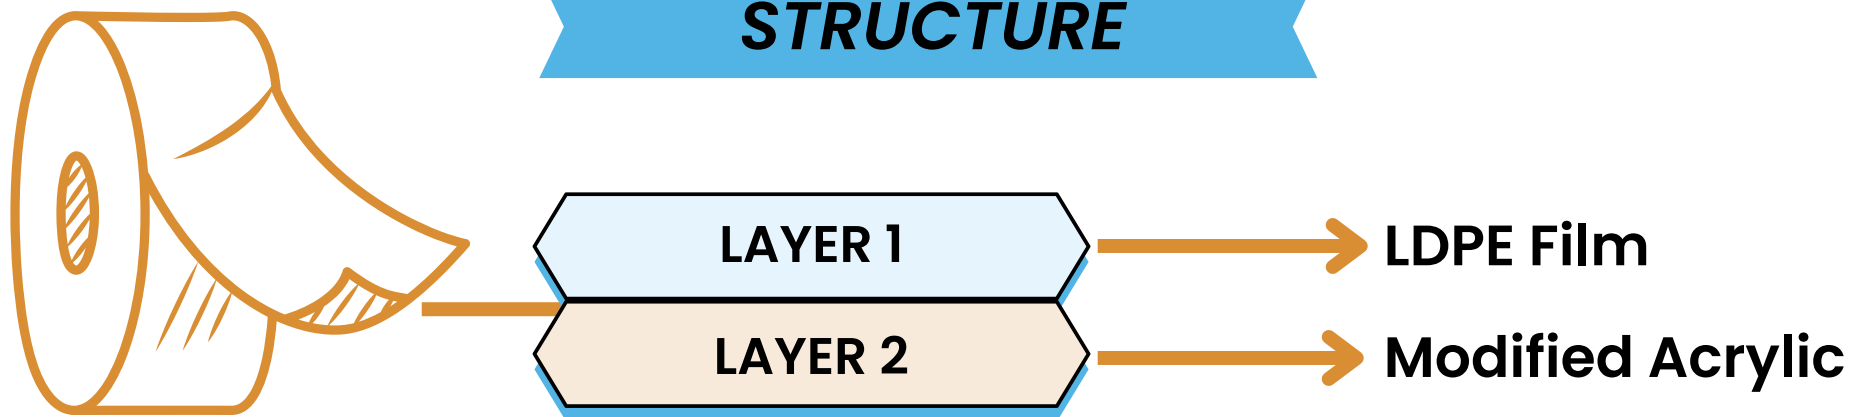 STRUCTURE
LAYER 1
LDPE Film
LAYER 2
Modified Acrylic